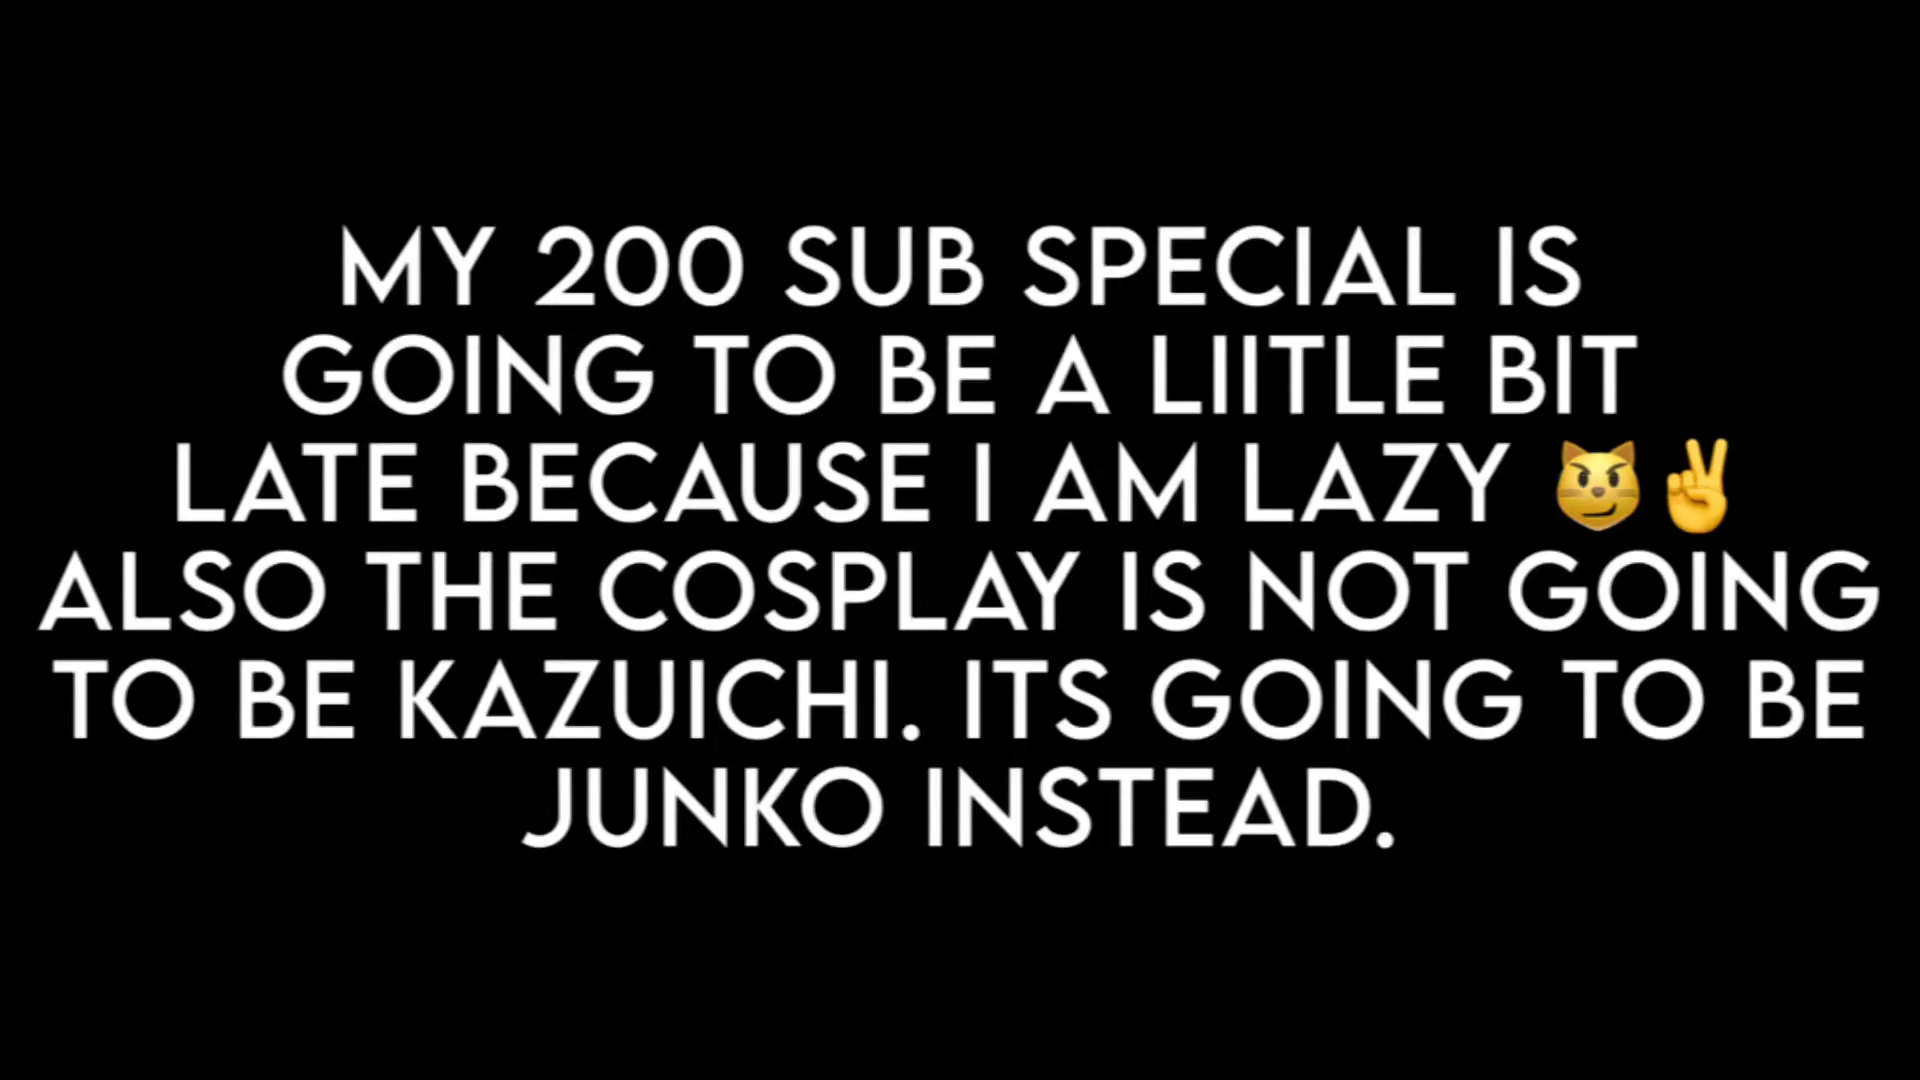 MY 200 SUB SPECIAL IS
GOING TO BE A LIITLE BIT
LATE BECAUSE I AM LAZY 😼✌️
ALSO THE COSPLAY IS NOT GOING
TO BE KAZUICHI. ITS GOING TO BE
JUNKO INSTEAD.